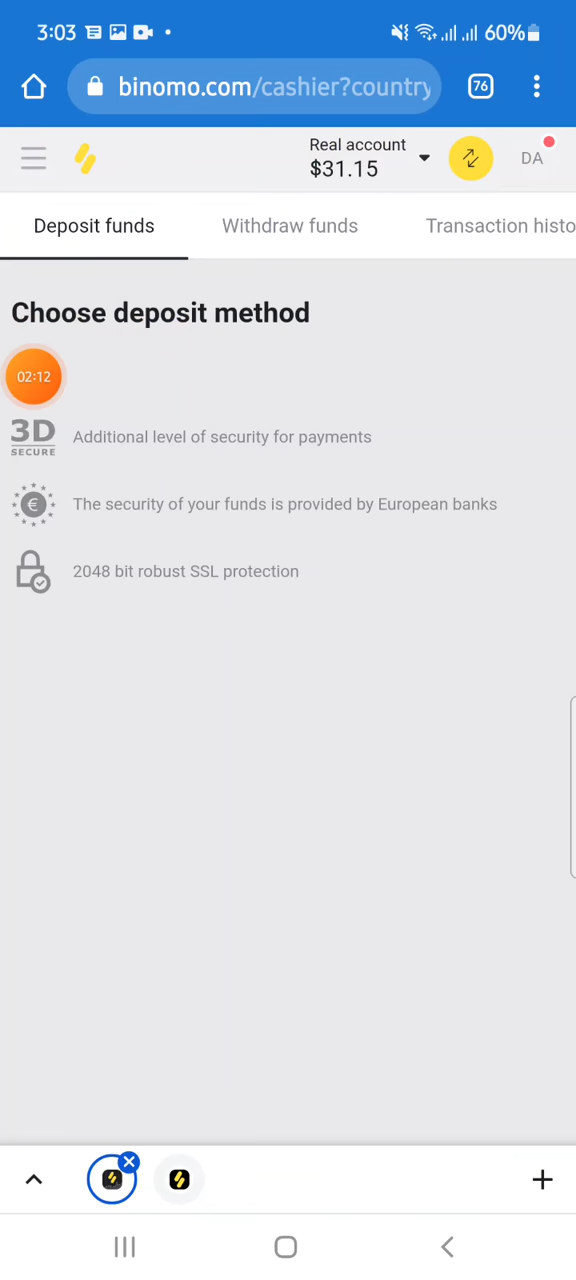 3:03
60%
binomo.com/cashier?country
76
Real account
$31.15
DA
Deposit funds
Withdraw funds
Transaction histo
Choose deposit method
02:12
3D
SECURE
Additional level of security for payments
€
The security of your funds is provided by European banks
2048 bit robust SSL protection